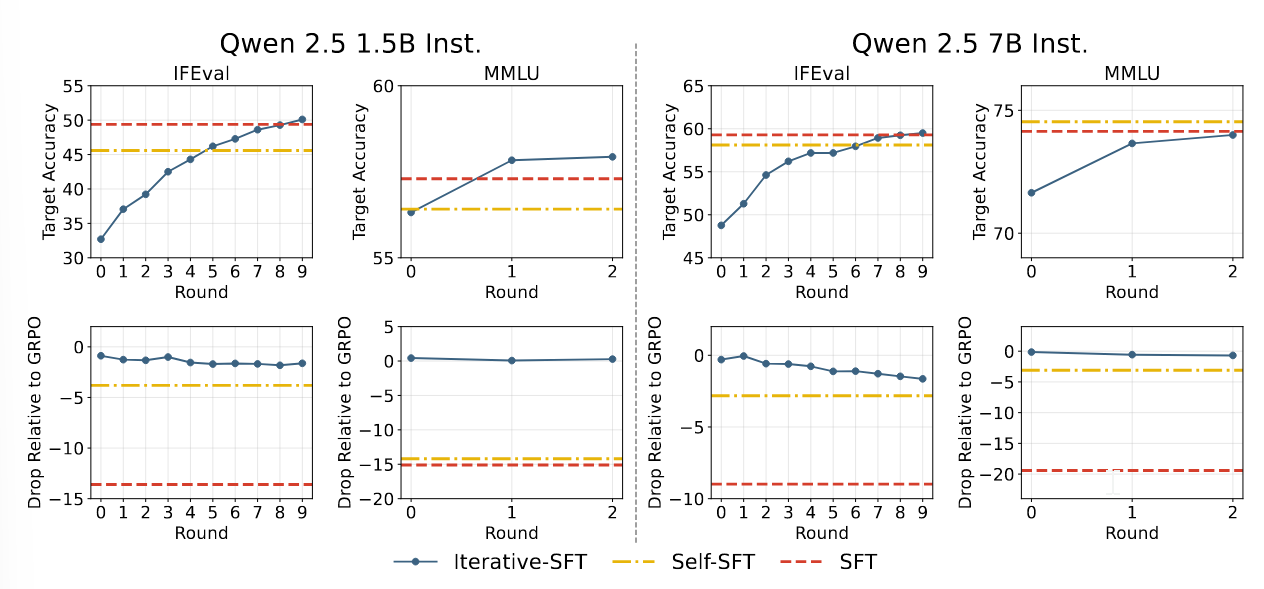 Qwen 2.5 1.5B Inst.
Qwen 2.5 7B Inst.
IFEval
Target Accuracy
55
50
45
40
35
30
0 1 2 3 4 5 6 7 8 9
Round
MMLU
Target Accuracy
60
55
0 1 2
Round
IFEval
Target Accuracy
65
60
55
50
45
0 1 2 3 4 5 6 7 8 9
Round
MMLU
Target Accuracy
75
70
0 1 2
Round
Drop Relative to GRPO
0
−5
−10
−15
0 1 2 3 4 5 6 7 8 9
Round
Drop Relative to GRPO
5
0
−5
−10
−15
−20
0 1 2
Round
Drop Relative to GRPO
0
−5
−10
0 1 2 3 4 5 6 7 8 9
Round
Drop Relative to GRPO
0
−5
−10
−15
−20
0 1 2
Round
Iterative-SFT Self-SFT SFT